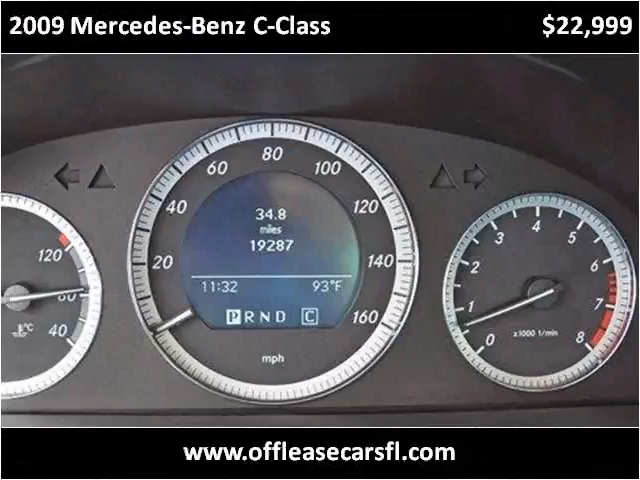 2009 Mercedes-Benz C-Class $22,999
60 80 100
40 120
20 140
160
34.8
miles
19287
11:32 93°F
P R N D C
mph
120
80
40
°C
0 1 2 3 4 5 6 7 8
x1000 1/min
www.offleasecarsfl.com